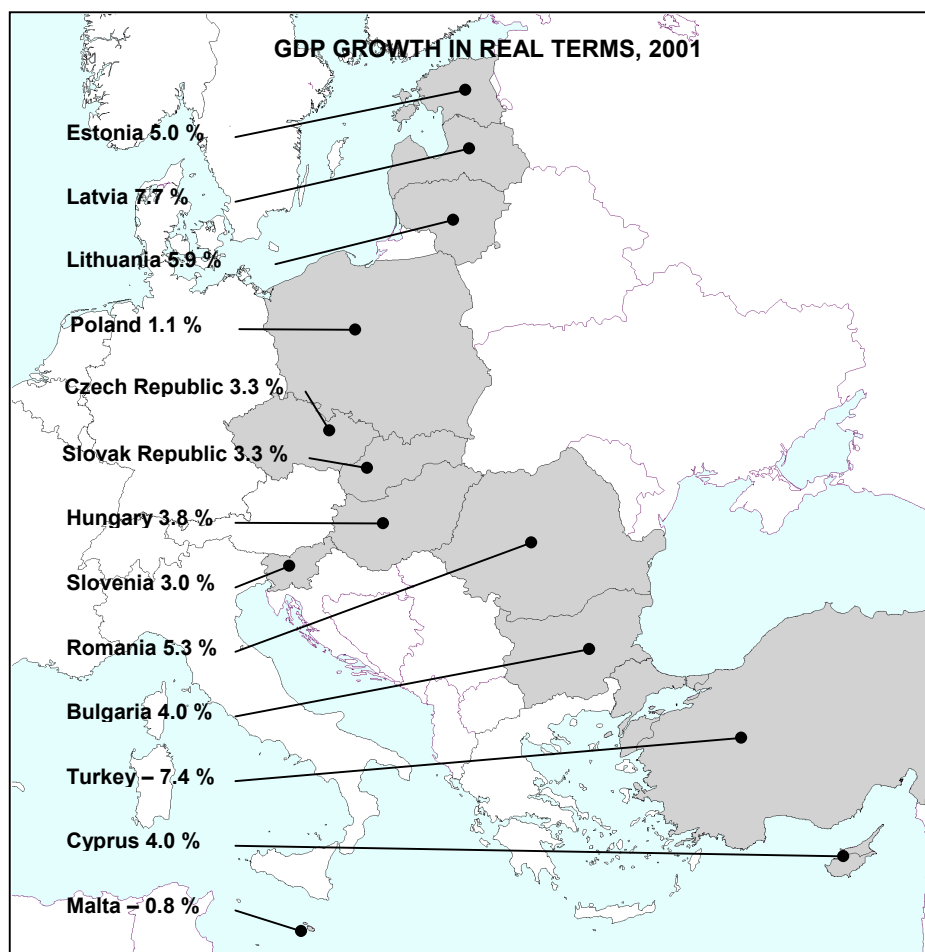 GDP GROWTH IN REAL TERMS, 2001
Estonia 5.0 %
Latvia 7.7 %
Lithuania 5.9 %
Poland 1.1 %
Czech Republic 3.3 %
Slovak Republic 3.3 %
Hungary 3.8 %
Slovenia 3.0 %
Romania 5.3 %
Bulgaria 4.0 %
Turkey – 7.4 %
Cyprus 4.0 %
Malta – 0.8 %